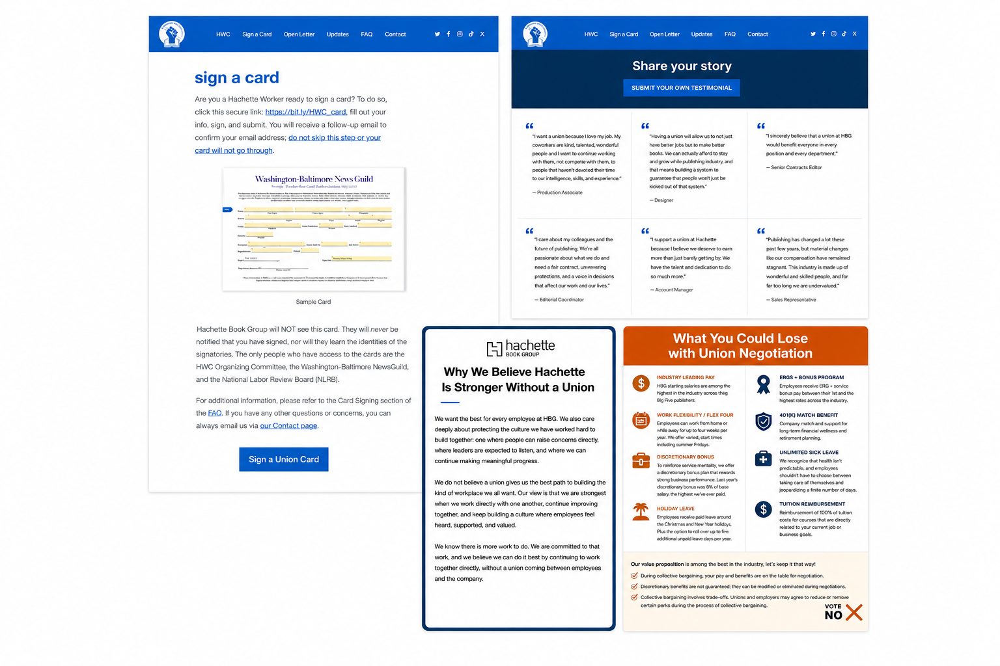 HWC Sign a Card Open Letter Updates FAQ Contact
X
sign a card
Are you a Hachette Worker ready to sign a card? To do so,
click this secure link: https://bit.ly/HWC_card, fill out your
info, sign, and submit. You will receive a follow-up email to
confirm your email address; do not skip this step or your
card will not go through.
Washington-Baltimore News Guild
Sample Card
Hachette Book Group will NOT see this card. They will never be
notified that you have signed, nor will they learn the identities of the
signatories. The only people who have access to the cards are the
HWC Organizing Committee, the Washington-Baltimore NewsGuild,
and the National Labor Review Board (NLRB).
For additional information, please refer to the Card Signing section of
the FAQ. If you have any other questions or concerns, you can
always email us via our Contact page.
Sign a Union Card
HWC Sign a Card Open Letter Updates FAQ Contact
X
Share your story
SUBMIT YOUR OWN TESTIMONIAL
“I want a union because I love my job. My
coworkers are kind, talented, wonderful
people and I want to continue working
with them, not compete with them, to
people that haven't devoted their time
to our intelligence, skills, and experience.”
— Production Associate
“Having a union will allow us to not just
have better jobs but to make better
books. We can actually afford to stay
and grow while publishing industry, and
that means building a system to
guarantee that people won't just be
kicked out of that system.”
— Designer
“I sincerely believe that a union at HBG
would benefit everyone in every
position and every department.”
— Senior Contracts Editor
“I care about my colleagues and the
future of publishing. We're all
passionate about what we do and
need a fair contract, unwavering
protections, and a voice in decisions
that affect our work and our lives.”
— Editorial Coordinator
“I support a union at Hachette
because I believe we deserve to earn
more than just barely getting by. We
have the talent and dedication to do
so much more.”
— Account Manager
“Publishing has changed a lot these
past few years, but material changes
like our compensation have remained
stagnant. This industry is made up of
wonderful and skilled people, and for
far too long we are undervalued.”
— Sales Representative
hachette
BOOK GROUP
Why We Believe Hachette
Is Stronger Without a Union
We want the best for every employee at HBG. We also care
deeply about protecting the culture we have worked hard to
build together: one where people can raise concerns directly,
where leaders are expected to listen, and where we can
continue making meaningful progress.
We do not believe a union gives us the best path to building the
kind of workplace we all want. Our view is that we are strongest
when we work directly with one another, continue improving
together, and keep building a culture where employees feel
heard, supported, and valued.
We know there is more work to do. We are committed to that
work, and we believe we can do it best by continuing to work
together directly, without a union coming between employees
and the company.
What You Could Lose
with Union Negotiation
INDUSTRY LEADING PAY
HBG starting salaries are among the
highest in the industry across theg
Big Five publishers.
WORK FLEXIBILITY / FLEX FOUR
Employees can work from home or
while away for up to four weeks per
year. We offer varied, start times
including summer Fridays.
DISCRETIONARY BONUS
To reinforce service mentality, we offer
a discretionary bonus plan that rewards
strong business performance. Last year's
discretionary bonus was 6% of base
salary, the highest we've ever paid.
HOLIDAY LEAVE
Employees receive paid leave around
the Christmas and New Year holidays,
Plus the option to roll over up to five
additional unpaid leave days per year.
ERGS + BONUS PROGRAM
Employees receive ERG + service
bonus pay between their 1st and the
highest rates across the industry.
401(K) MATCH BENEFIT
Company match and support for
long-term financial wellness and
retirement planning.
UNLIMITED SICK LEAVE
We recognize that health isn't
predictable, and employees
shouldn't have to choose between
taking care of themselves and
jeopardizing a finite number of days.
TUITION REIMBURSEMENT
Reimbursement of 100% of tuition
costs for courses that are directly
related to your current job or
business goals.
Our value proposition is among the best in the industry, let's keep it that way!
During collective bargaining, your pay and benefits are on the table for negotiation.
Discretionary benefits are not guaranteed; they can be modified or eliminated during negotiations.
Collective bargaining involves trade-offs. Unions and employers may agree to reduce or remove
certain perks during the process of collective bargaining.
VOTE
NO